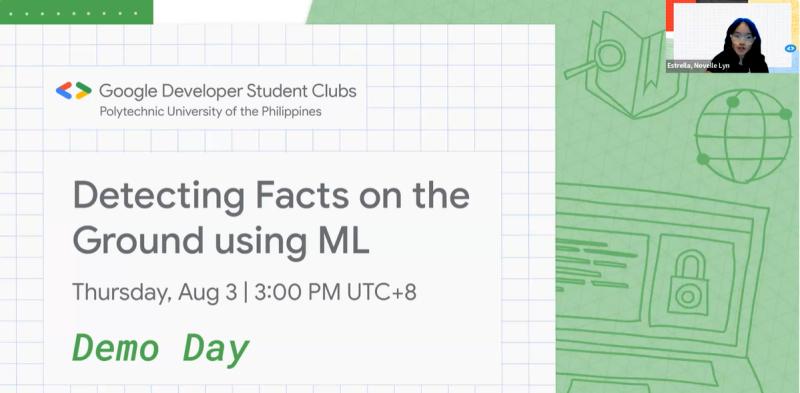 Google Developer Student Clubs
Polytechnic University of the Philippines
Detecting Facts on the
Ground using ML
Thursday, Aug 3 | 3:00 PM UTC+8
Demo Day
Estrella, Novelle Lyn